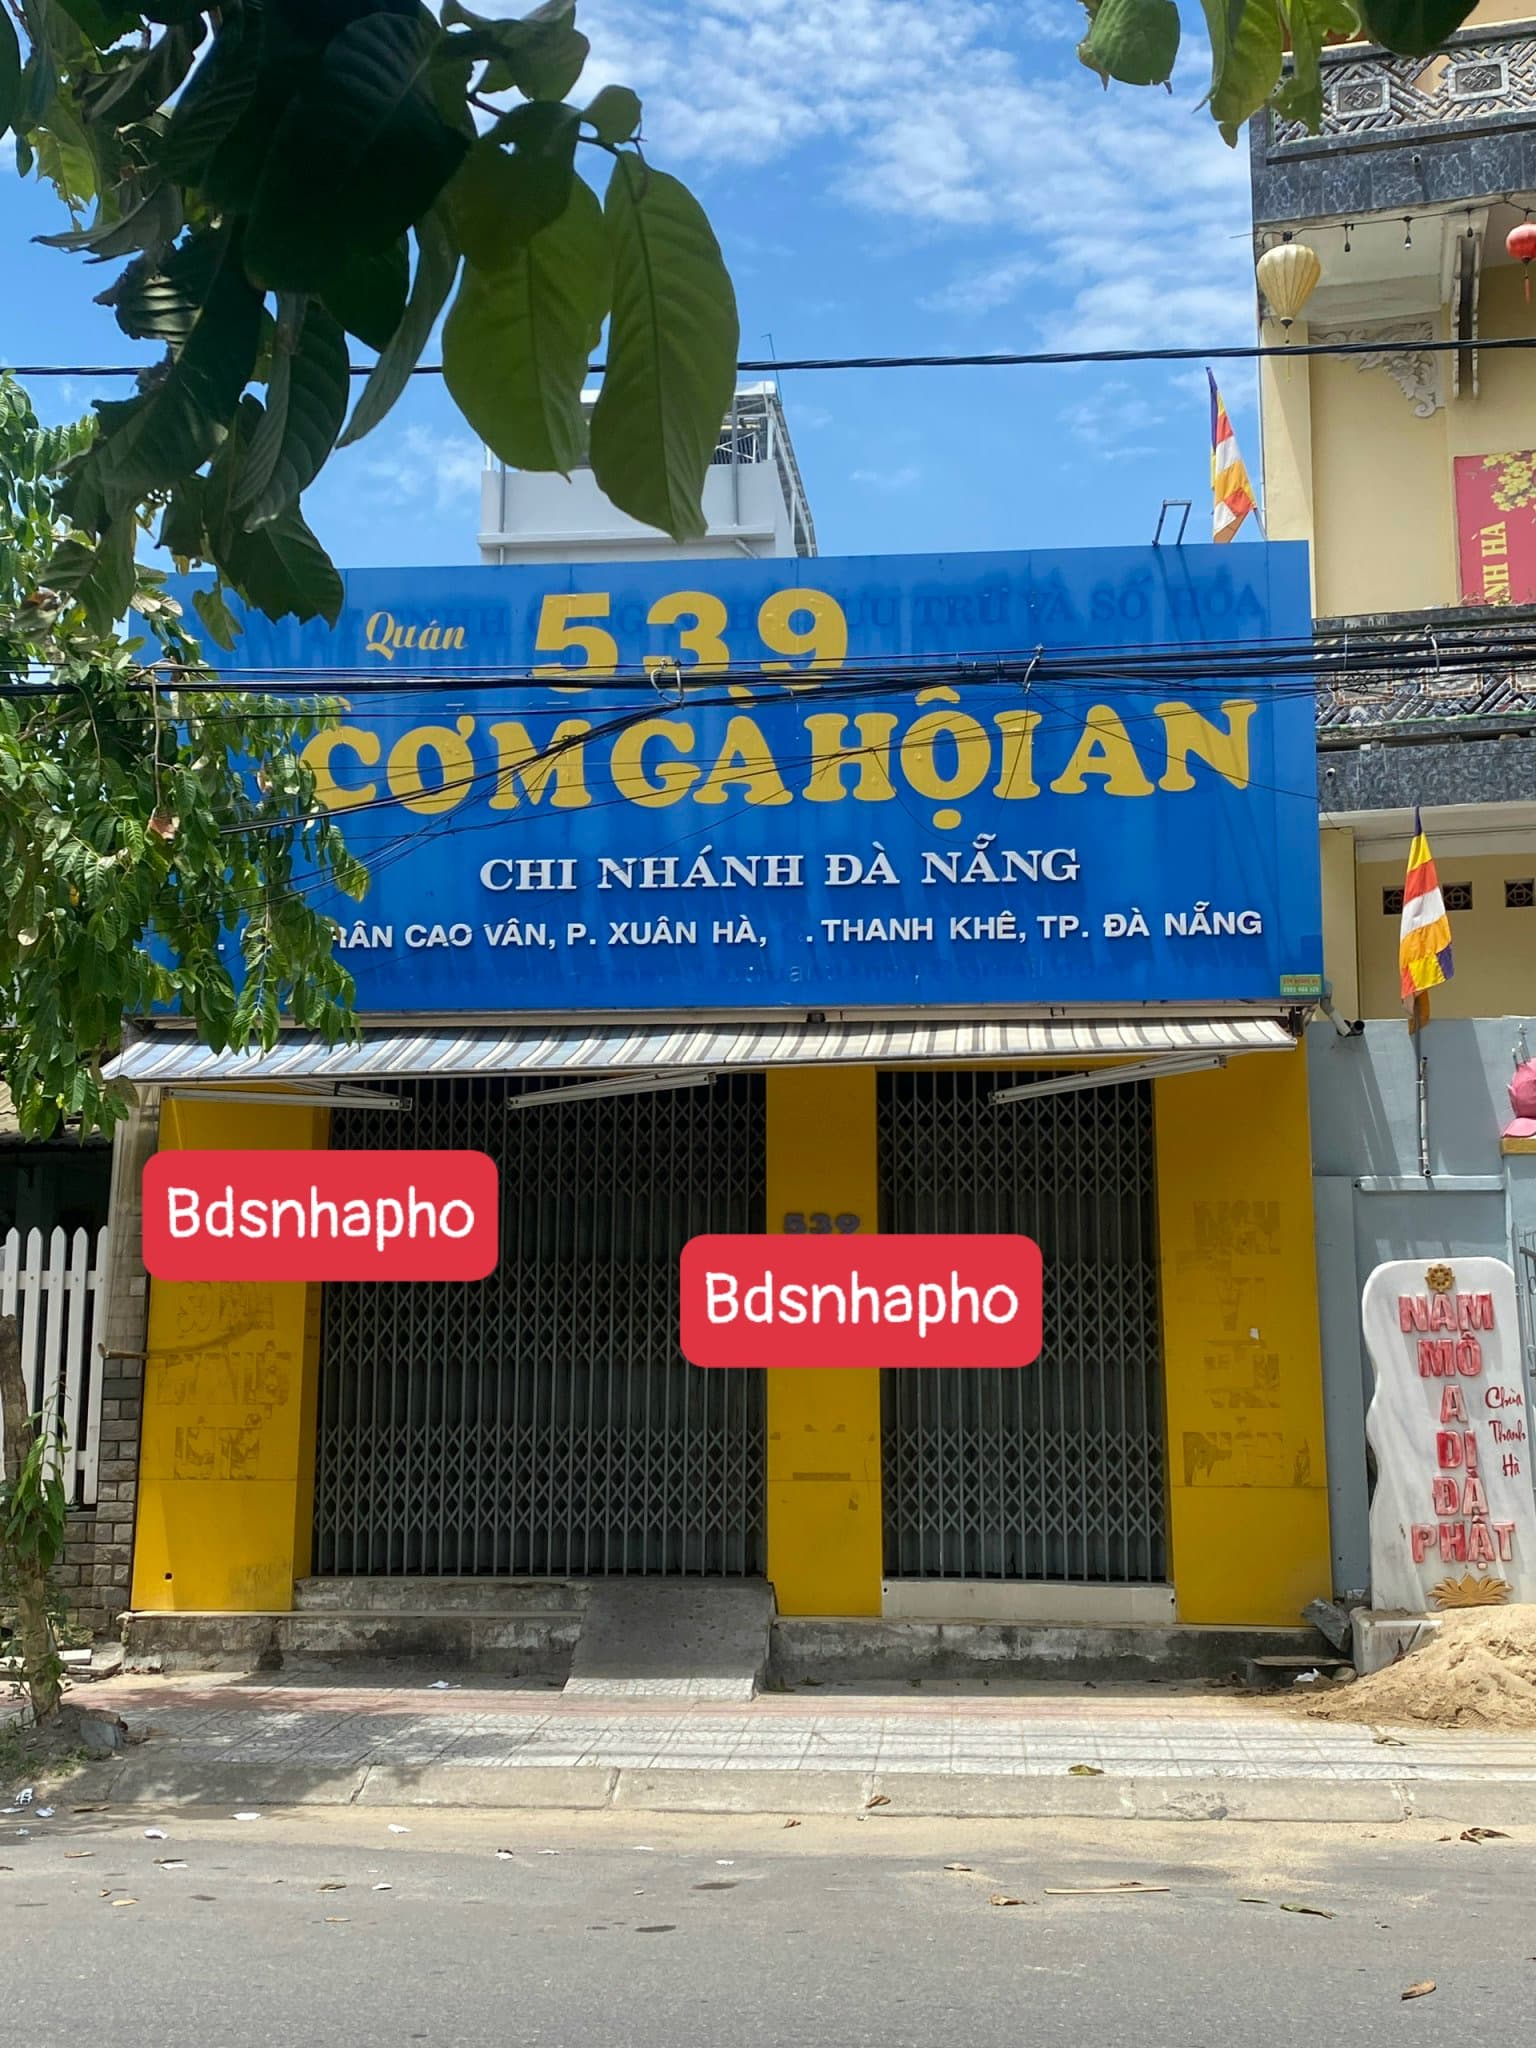 Quán 539
CƠM GÀ HỘI AN
CHI NHÁNH ĐÀ NẴNG
CAO VÂN, P. XUÂN HÀ, . THANH KHÊ, TP. ĐÀ NẴNG
539
Bdsnhapho
Bdsnhapho
NAM
MÔ
A
DI
ĐÀ
PHẬT
Chùa
Thanh
Hà